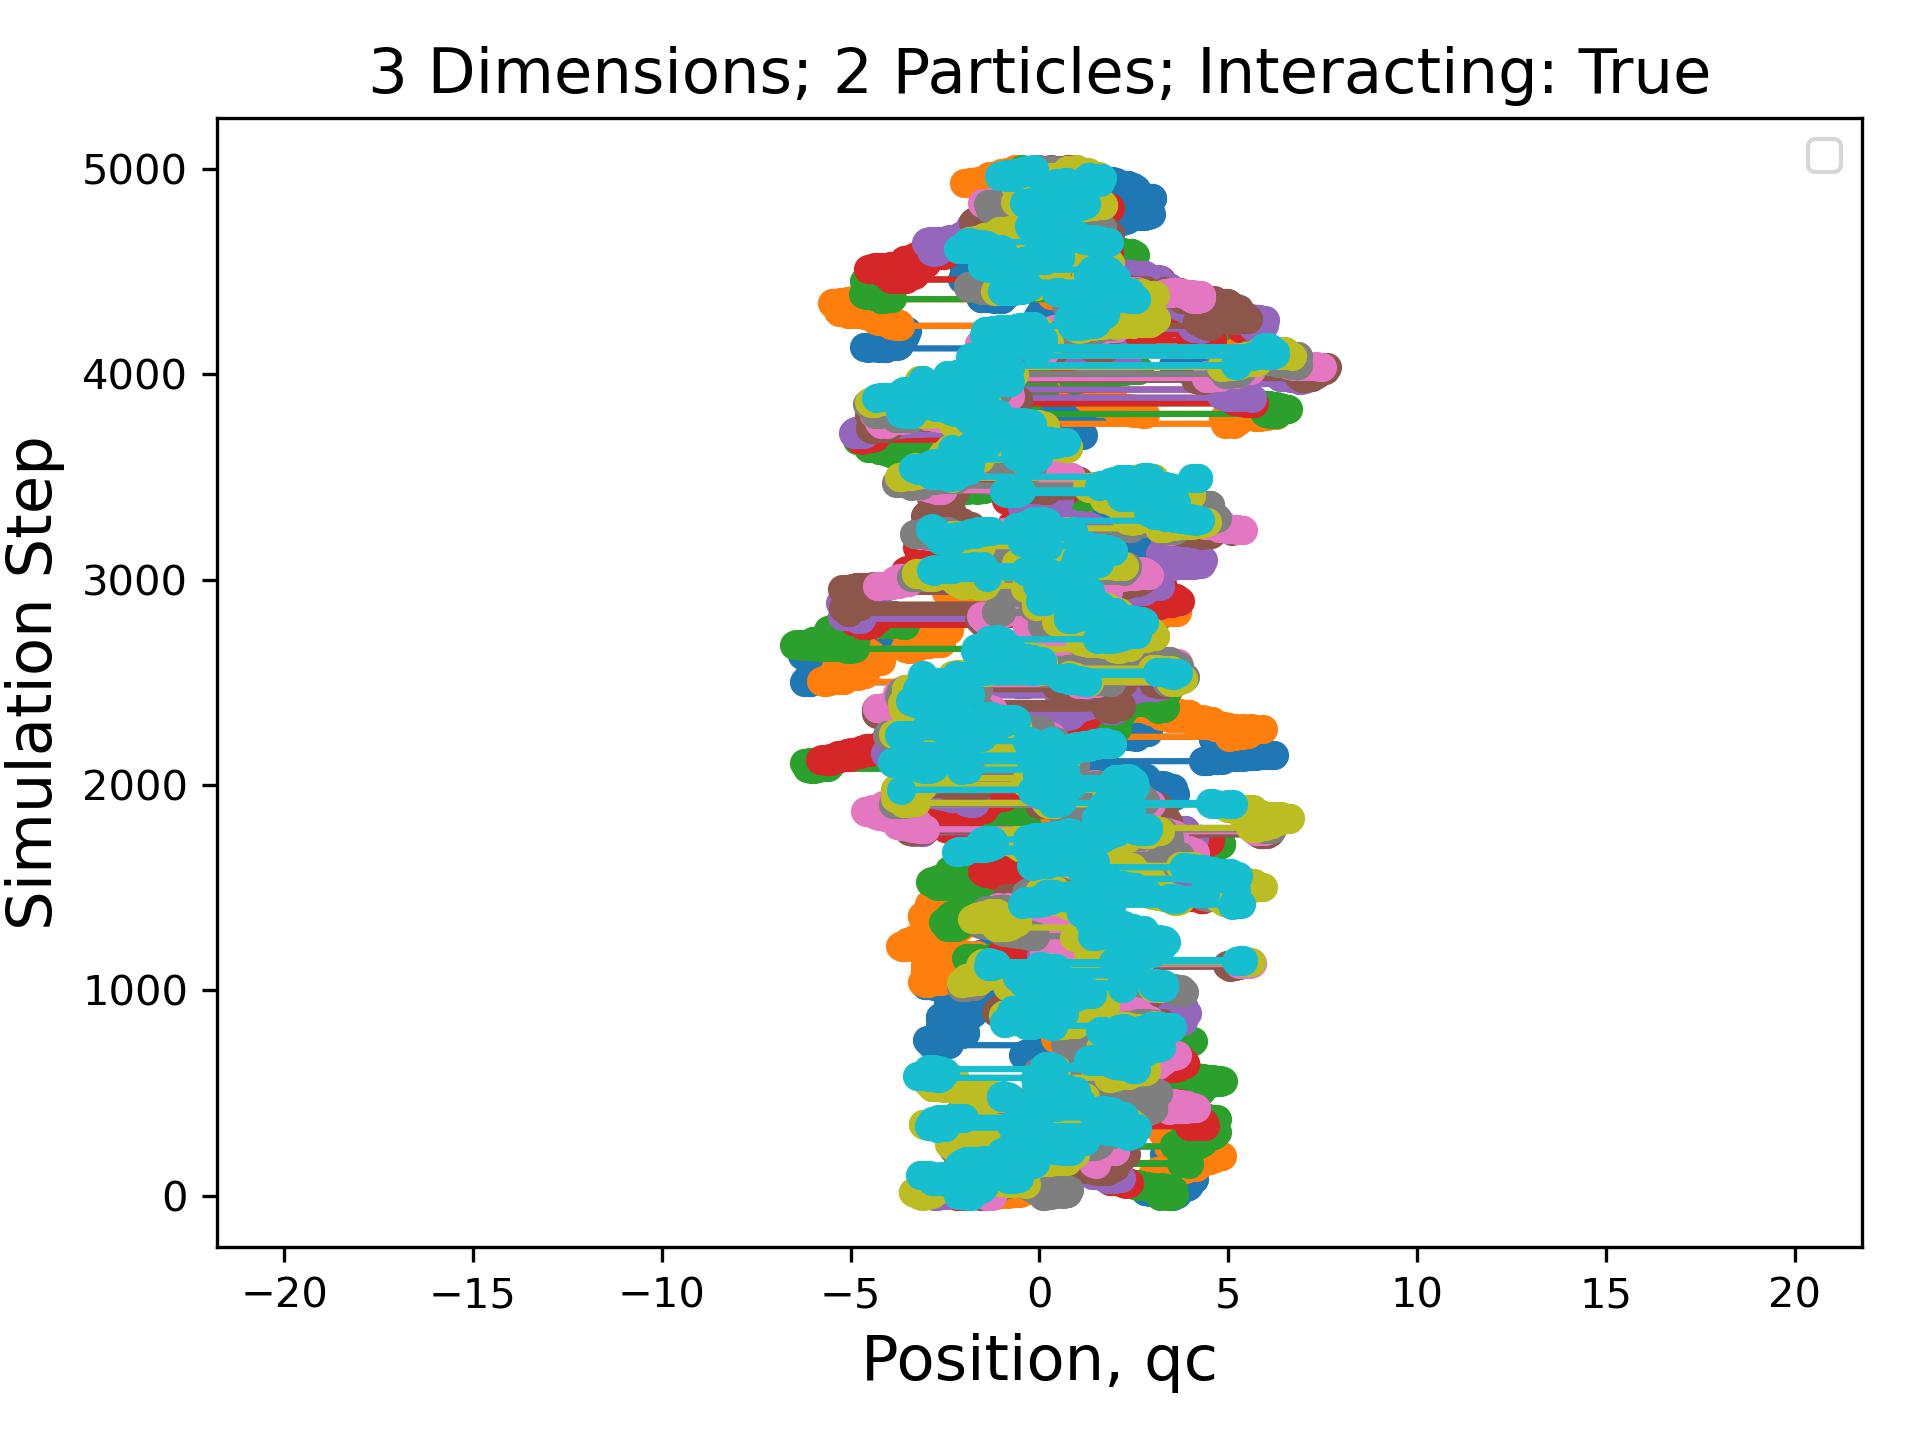 3 Dimensions; 2 Particles; Interacting: True
Simulation Step
5000
4000
3000
2000
1000
0
−20 −15 −10 −5 0 5 10 15 20
Position, qc